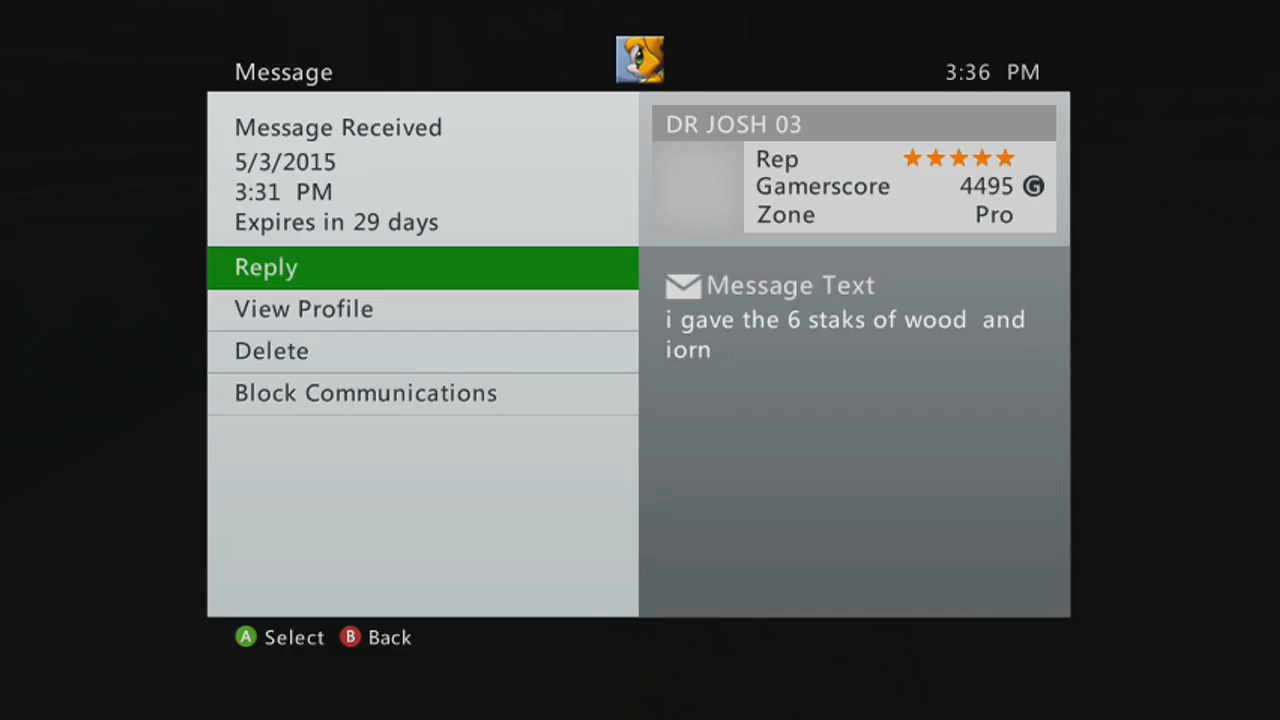 Message
3:36 PM
Message Received
5/3/2015
3:31 PM
Expires in 29 days
Reply
View Profile
Delete
Block Communications
DR JOSH 03
Rep
Gamerscore 4495 G
Zone Pro
Message Text
i gave the 6 staks of wood  and
iorn
A Select B Back